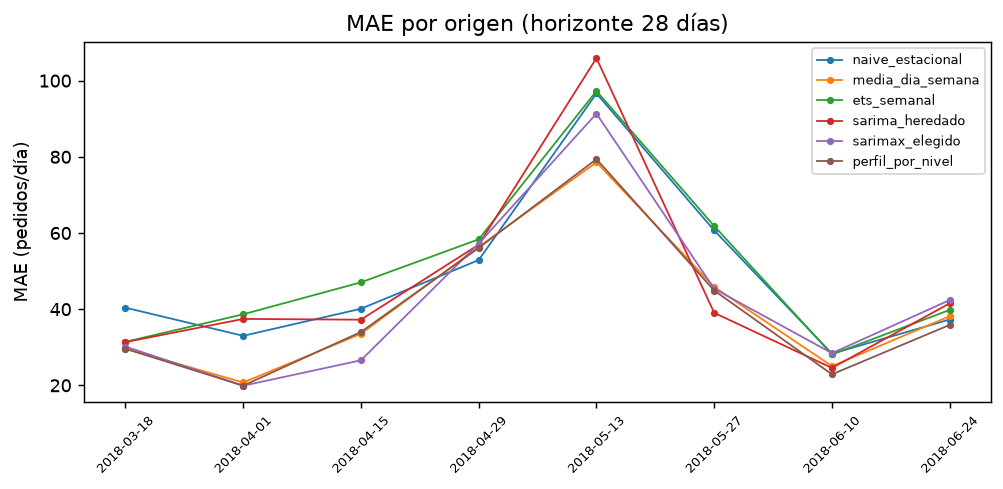 MAE por origen (horizonte 28 días)
MAE (pedidos/día)
100
80
60
40
20
naive_estacional
media_dia_semana
ets_semanal
sarima_heredado
sarimax_elegido
perfil_por_nivel
2018-03-18
2018-04-01
2018-04-15
2018-04-29
2018-05-13
2018-05-27
2018-06-10
2018-06-24